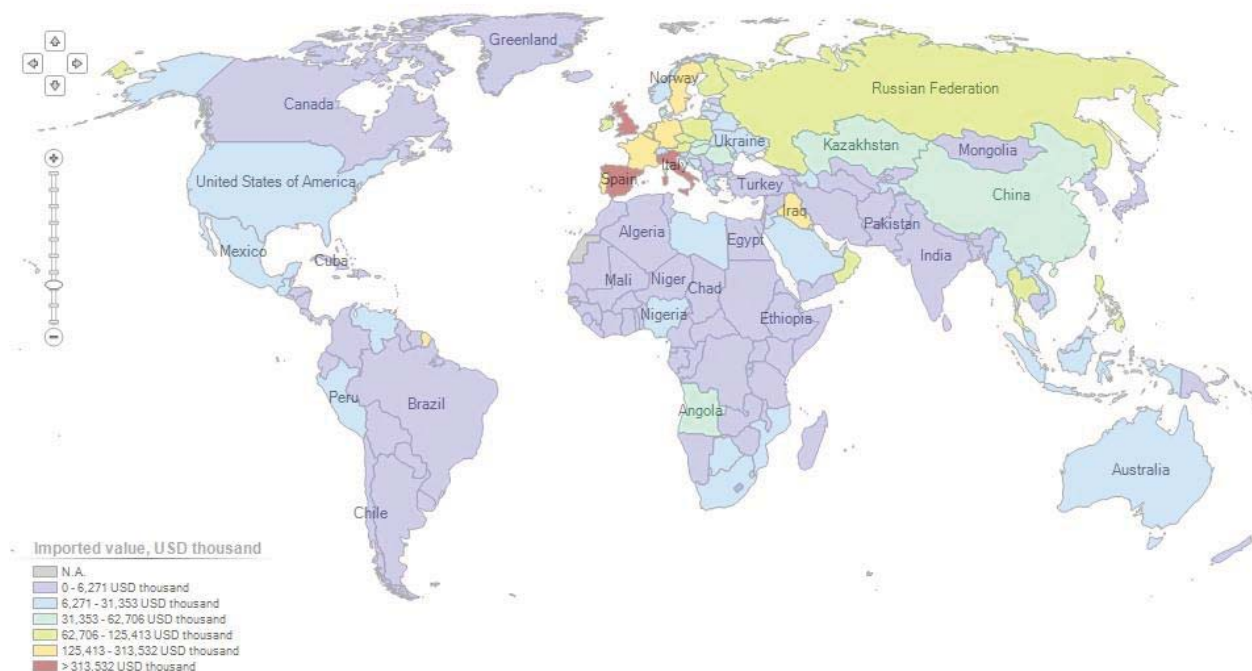 Greenland
Norway
Canada
Russian Federation
Ukraine
Kazakhstan
Mongolia
Italy
United States of America
Spain
Turkey
China
Iraq
Pakistan
Algeria
Egypt
Mexico
India
Cuba
Mali
Niger
Chad
Nigeria
Ethiopia
Peru
Brazil
Angola
Australia
Chile
Imported value, USD thousand
N.A.
0 - 6,271 USD thousand
6,271 - 31,353 USD thousand
31,353 - 62,706 USD thousand
62,706 - 125,413 USD thousand
125,413 - 313,532 USD thousand
> 313,532 USD thousand